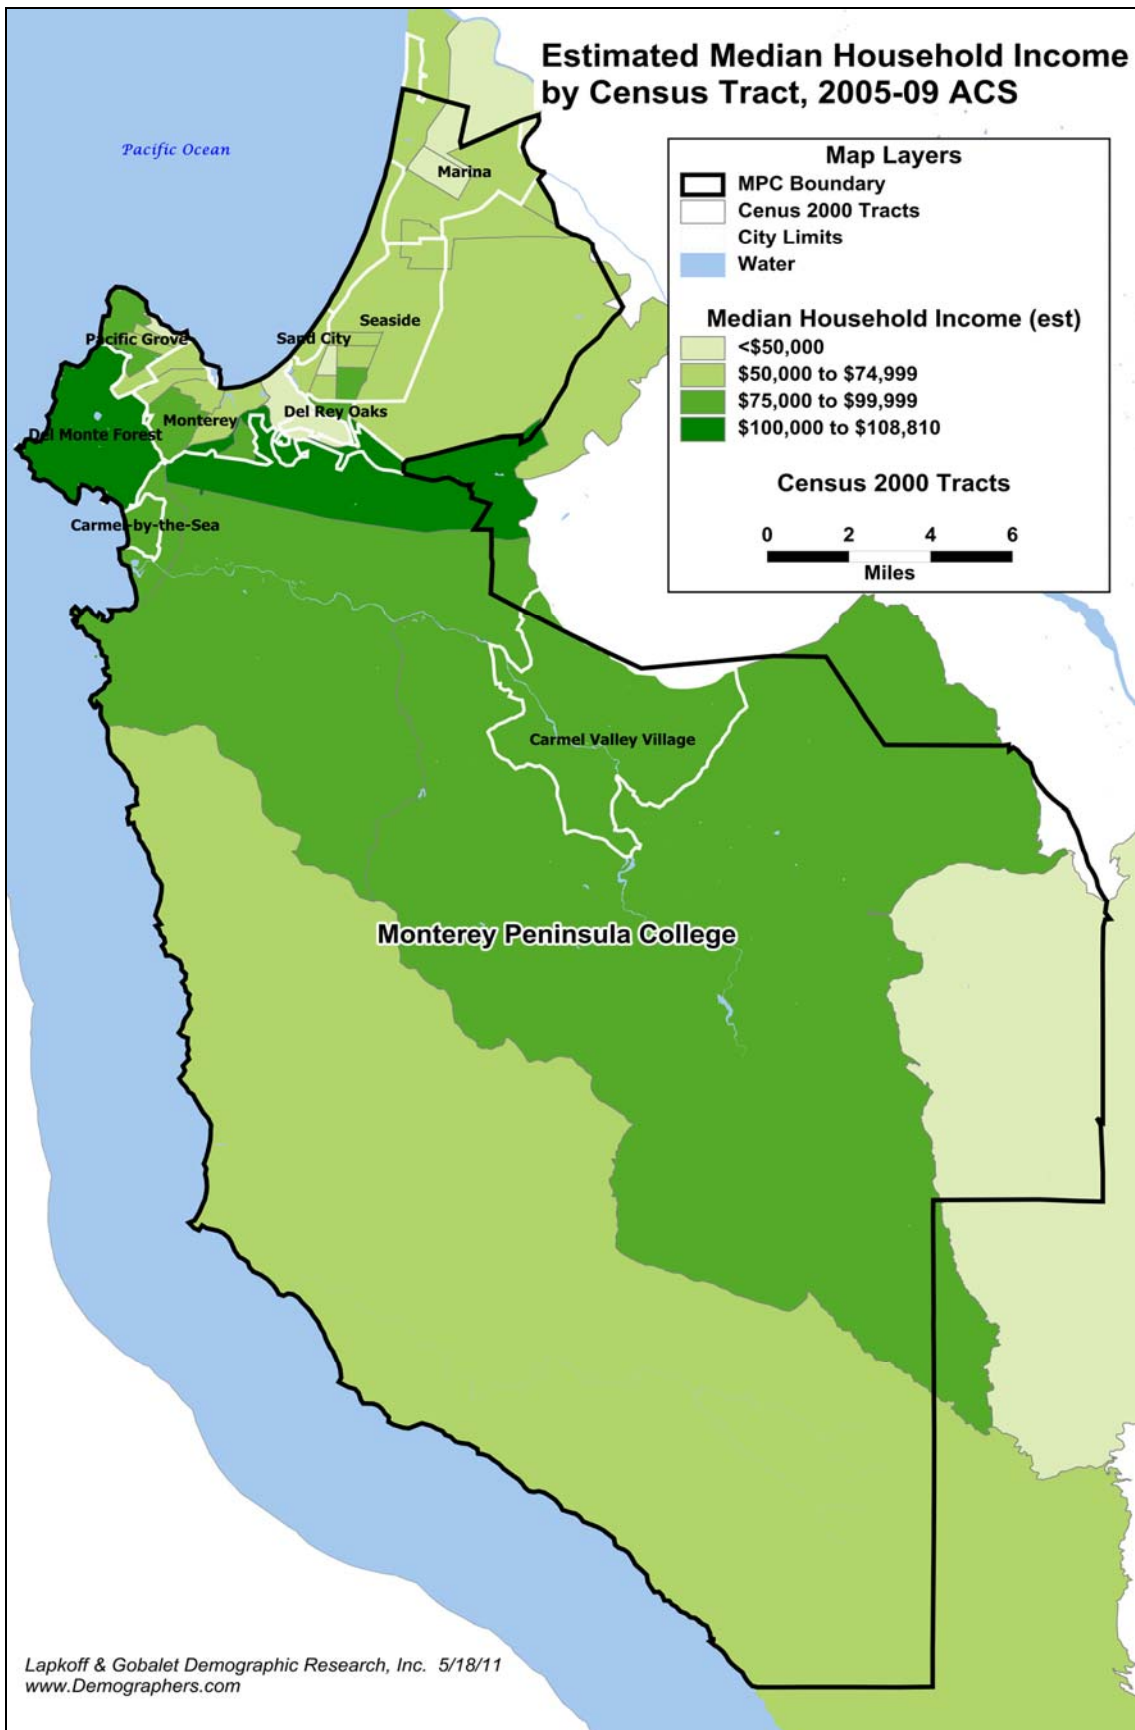 Estimated Median Household Income
by Census Tract, 2005-09 ACS
Pacific Ocean
Map Layers
MPC Boundary
Cenus 2000 Tracts
City Limits
Water
Median Household Income (est)
<$50,000
$50,000 to $74,999
$75,000 to $99,999
$100,000 to $108,810
Census 2000 Tracts
0 2 4 6
Miles
Marina
Seaside
Sand City
Pacific Grove
Del Rey Oaks
Monterey
Del Monte Forest
Carmel-by-the-Sea
Carmel Valley Village
Monterey Peninsula College
Lapkoff & Gobalet Demographic Research, Inc. 5/18/11
www.Demographers.com